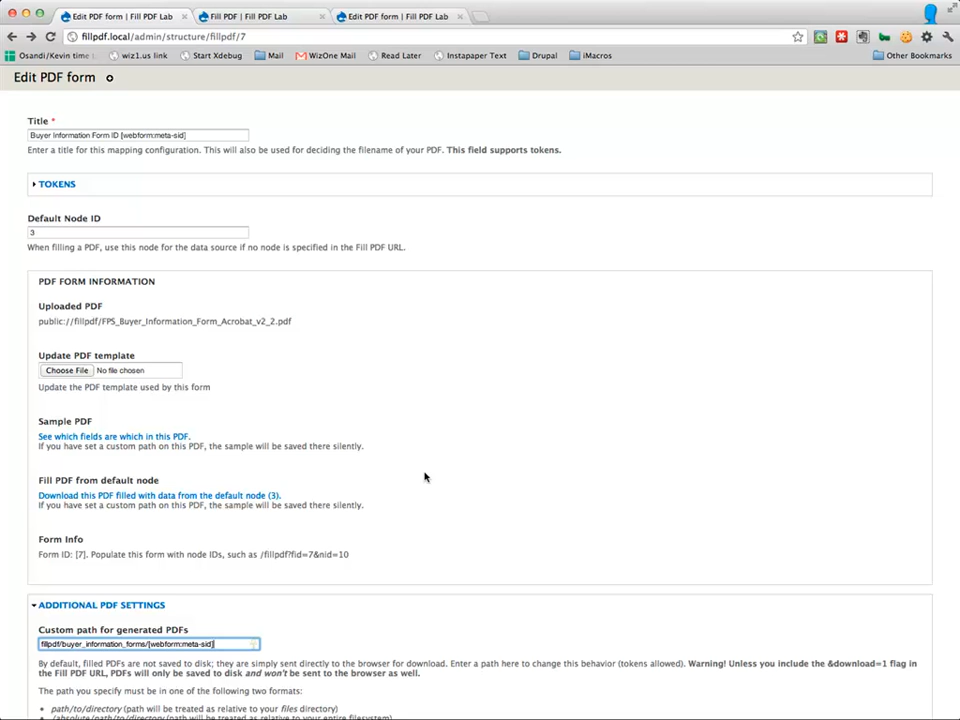 Edit PDF form | Fill PDF Lab
Fill PDF | Fill PDF Lab
Edit PDF form | Fill PDF Lab
fillpdf.local/admin/structure/fillpdf/7
Osandi/Kevin time
wiz1.us link
Start Xdebug
Mail
WizOne Mail
Read Later
Instapaper Text
Drupal
iMacros
Other Bookmarks
Edit PDF form
Title *
Buyer Information Form ID [webform:meta-sid]
Enter a title for this mapping configuration. This will also be used for deciding the filename of your PDF. This field supports tokens.
TOKENS
Default Node ID
3
When filling a PDF, use this node for the data source if no node is specified in the Fill PDF URL.
PDF FORM INFORMATION
Uploaded PDF
public://fillpdf/FPS_Buyer_Information_Form_Acrobat_v2_2.pdf
Update PDF template
Choose File No file chosen
Update the PDF template used by this form
Sample PDF
See which fields are which in this PDF.
If you have set a custom path on this PDF, the sample will be saved there silently.
Fill PDF from default node
Download this PDF filled with data from the default node (3).
If you have set a custom path on this PDF, the sample will be saved there silently.
Form Info
Form ID: [7]. Populate this form with node IDs, such as /fillpdf?fid=7&nid=10
ADDITIONAL PDF SETTINGS
Custom path for generated PDFs
fillpdf/buyer_information_forms/[webform:meta-sid]
By default, filled PDFs are not saved to disk; they are simply sent directly to the browser for download. Enter a path here to change this behavior (tokens allowed). Warning! Unless you include the &download=1 flag in
the Fill PDF URL, PDFs will only be saved to disk and won't be sent to the browser as well.
The path you specify must be in one of the following two formats:
path/to/directory (path will be treated as relative to your files directory)
/absolute/path/to/directory (path will be treated as relative to your entire filesystem)